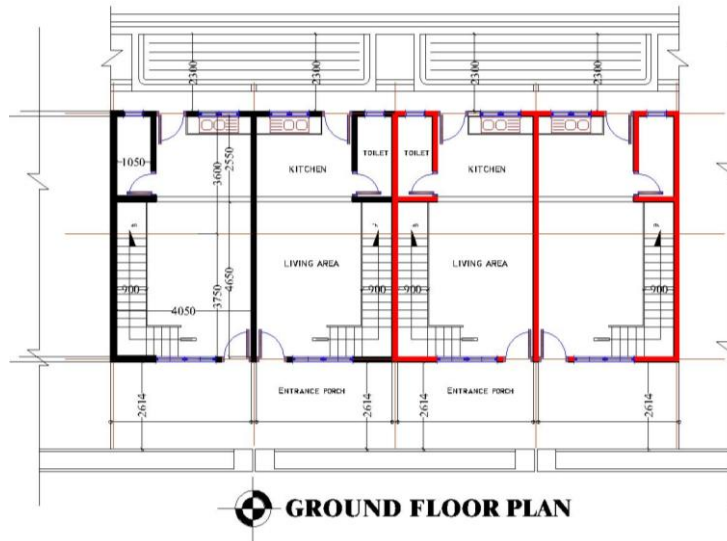 2300
2300
2300
2300
1050
3600
2550
KITCHEN
TOILET
TOILET
KITCHEN
LIVING AREA
LIVING AREA
900
4050
3750
4650
900
900
900
2614
ENTRANCE PORCH
2614
ENTRANCE PORCH
2614
GROUND FLOOR PLAN